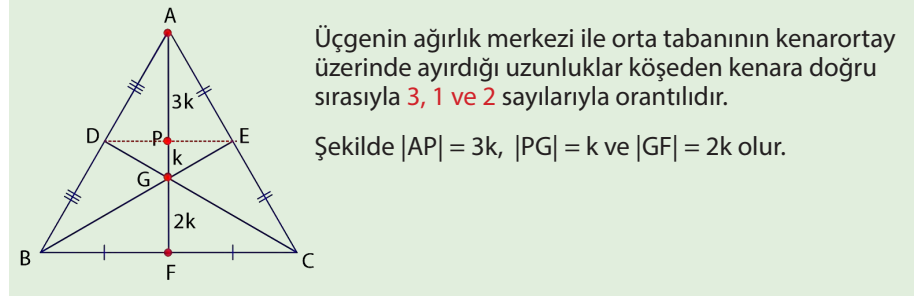 A
Üçgenin ağırlık merkezi ile orta tabanının kenarortay
üzerinde ayırdığı uzunluklar köşeden kenara doğru
sırasıyla 3, 1 ve 2 sayılarıyla orantılıdır.
3k
D P E
Şekilde |AP| = 3k, |PG| = k ve |GF| = 2k olur.
k
G
2k
B C
F